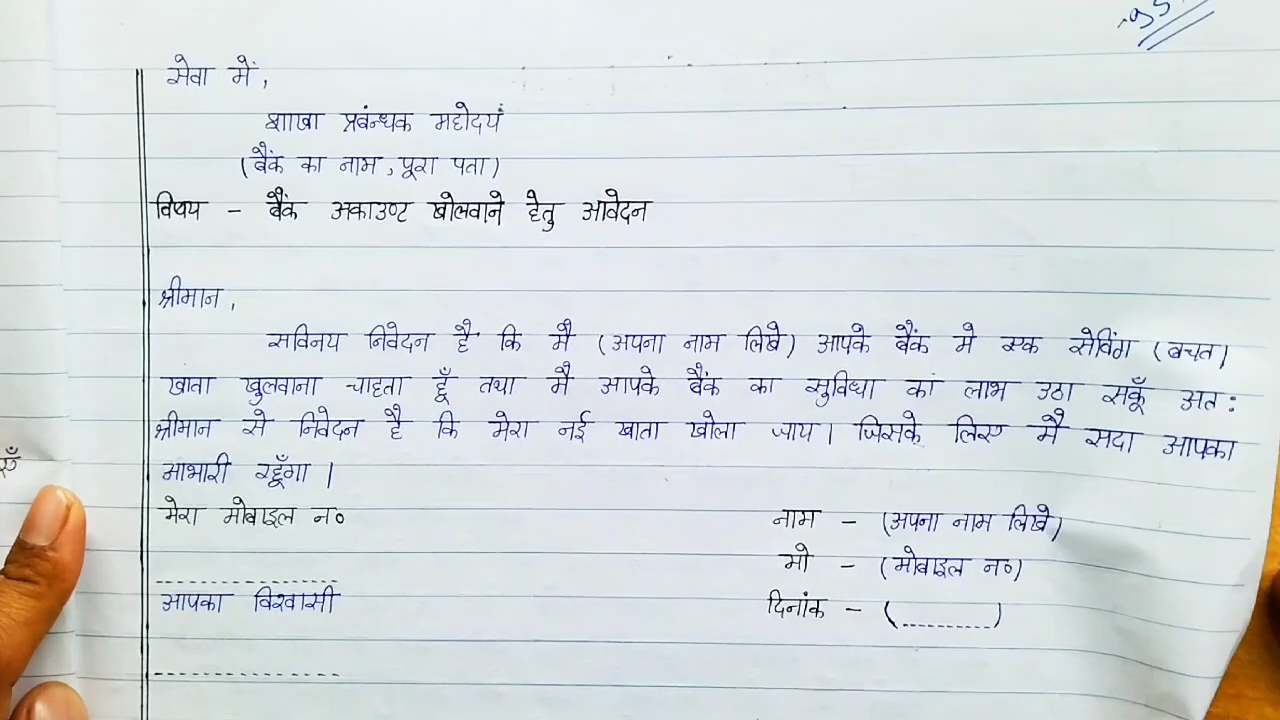 सेवा में,
शाखा प्रबंन्धक महोदय
(बैंक का नाम, पूरा पता)
विषय - बैंक अकाउण्ट खोलवाने हेतु आवेदन
श्रीमान,
सविनय निवेदन है कि मै (अपना नाम लिखे) आपके बैंक मे एक सेविंग (बचत)
खाता खुलवाना चाहता हूँ तथा मै आपके बैंक का सुविधा का लाभ उठा सकूँ अत:
श्रीमान से निवेदन है कि मेरा नई खाता खोला जाय। जिसके लिए मै सदा आपका
आभारी रहूँगा।
मेरा मोबाइल न०
नाम - (अपना नाम लिखे)
मो - (मोबाइल न०)
आपका विश्वासी
दिनांक - (..........)